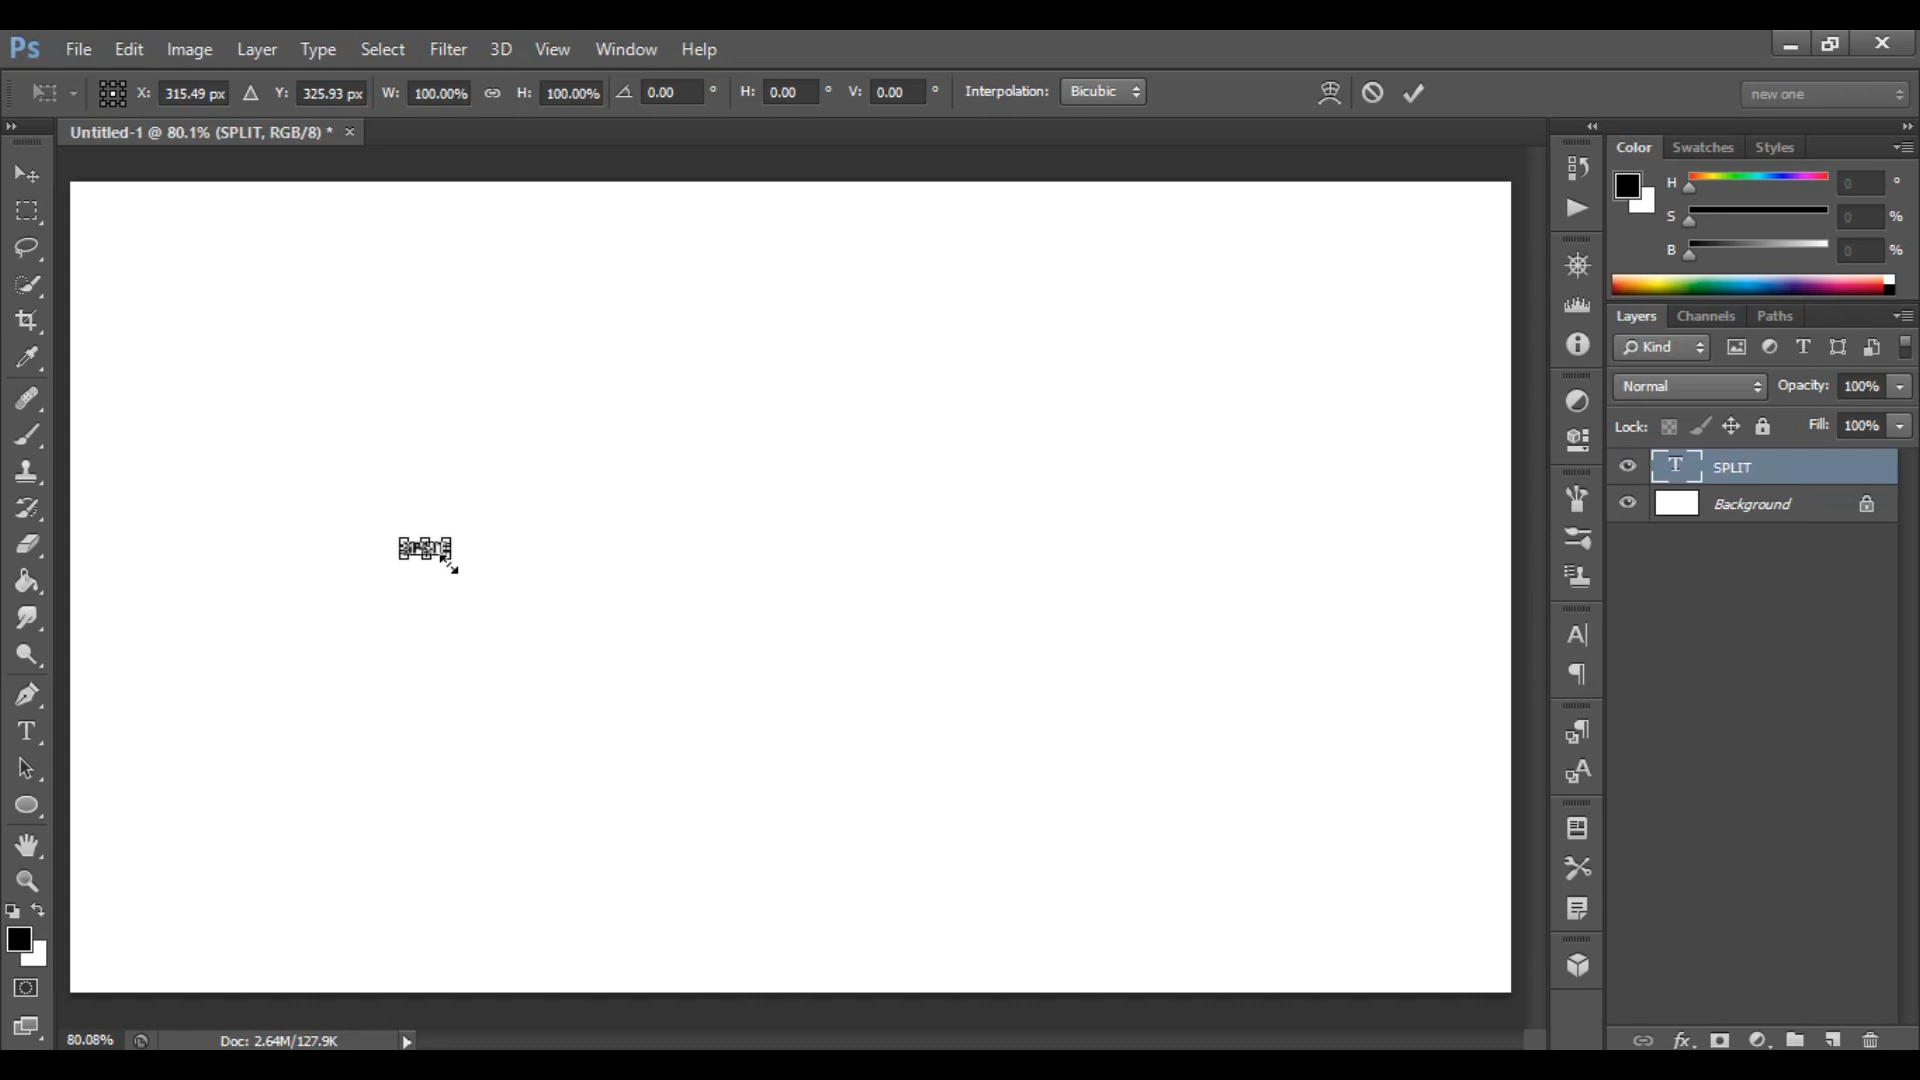 Ps File Edit Image Layer Type Select Filter 3D View Window Help
X: 315.49 px Y: 325.93 px W: 100.00% H: 100.00% 0.00 ° H: 0.00 ° V: 0.00 ° Interpolation: Bicubic new one
Untitled-1 @ 80.1% (SPLIT, RGB/8) * ×
Color Swatches Styles
H 0 °
S 0 %
B 0 %
Layers Channels Paths
Kind T
Normal Opacity: 100%
Lock: Fill: 100%
T SPLIT
Background
SPLIT
A|
T
A
80.08% Doc: 2.64M/127.9K
fx